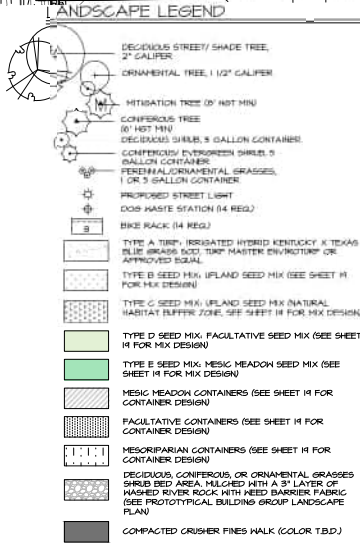 LANDSCAPE LEGEND
DECIDUOUS STREET/ SHADE TREE,
2" CALIPER
ORNAMENTAL TREE, 1 1/2" CALIPER
MITIGATION TREE (8' HGT MIN)
CONIFEROUS TREE
(6' HGT MIN)
DECIDUOUS SHRUB, 5 GALLON CONTAINER
CONIFEROUS/ EVERGREEN SHRUB, 5
GALLON CONTAINER
PERENNIAL/ORNAMENTAL GRASSES,
1 OR 5 GALLON CONTAINER
PROPOSED STREET LIGHT
DOG WASTE STATION (14 REQ.)
B
BIKE RACK (14 REQ.)
TYPE A TURF: IRRIGATED HYBRID KENTUCKY X TEXAS
BLUE GRASS SOD, TURF MASTER ENVIROTURF OR
APPROVED EQUAL
TYPE B SEED MIX: UPLAND SEED MIX (SEE SHEET 19
FOR MIX DESIGN)
TYPE C SEED MIX: UPLAND SEED MIX (NATURAL
HABITAT BUFFER ZONE, SEE SHEET 19 FOR MIX DESIGN)
TYPE D SEED MIX: FACULTATIVE SEED MIX (SEE SHEET
19 FOR MIX DESIGN)
TYPE E SEED MIX: MESIC MEADOW SEED MIX (SEE
SHEET 19 FOR MIX DESIGN)
MESIC MEADOW CONTAINERS (SEE SHEET 19 FOR
CONTAINER DESIGN)
FACULTATIVE CONTAINERS (SEE SHEET 19 FOR
CONTAINER DESIGN)
MESORIPARIAN CONTAINERS (SEE SHEET 19 FOR
CONTAINER DESIGN)
DECIDUOUS, CONIFEROUS, OR ORNAMENTAL GRASSES
SHRUB BED AREA. MULCHED WITH A 3" LAYERS OF
WASHED RIVER ROCK WITH WEED BARRIER FABRIC
(SEE PROTOTYPICAL BUILDING GROUP LANDSCAPE
PLAN)
COMPACTED CRUSHER FINES WALK (COLOR T.B.D.)